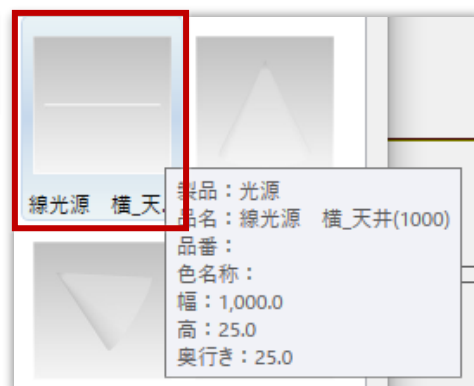 線光源　横_天.
製品：光源
品名：線光源　横_天井(1000)
品番：
色名称：
幅：1,000.0
高：25.0
奥行き：25.0